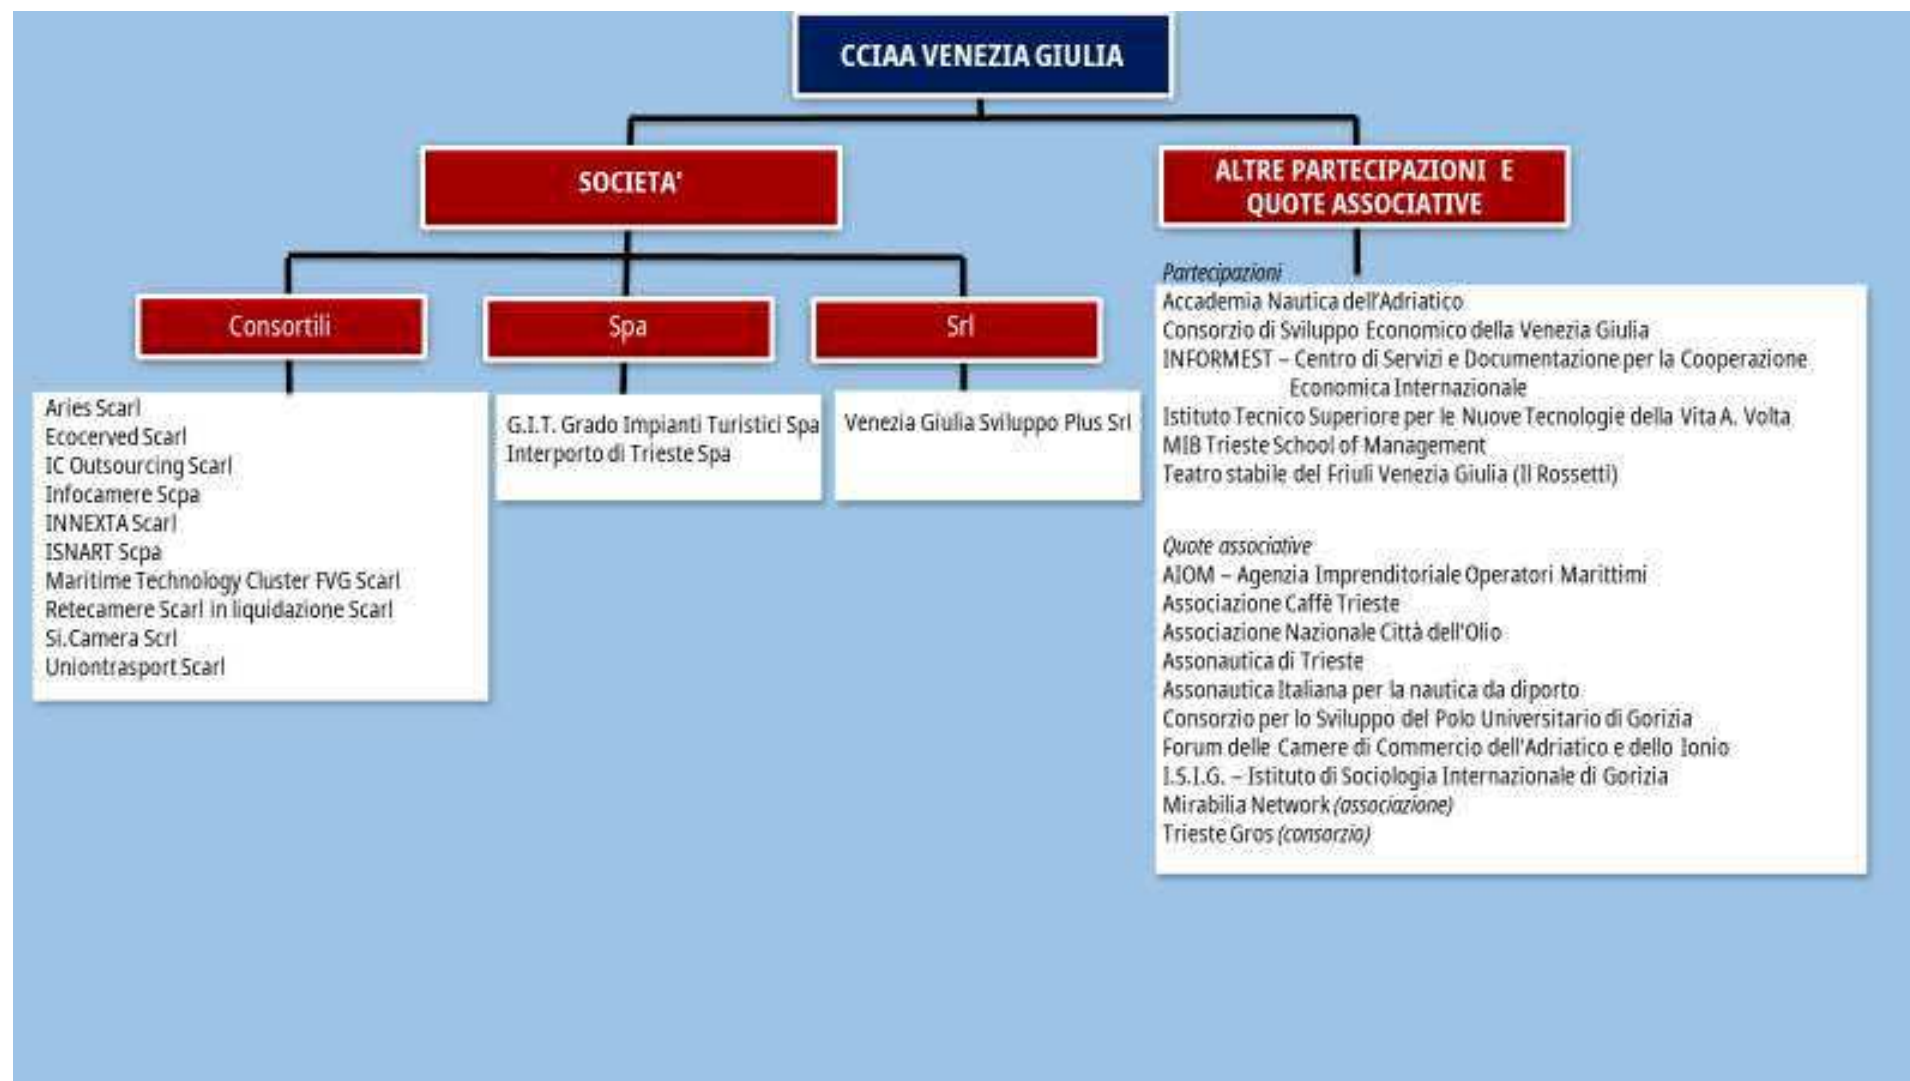 CCIAA VENEZIA GIULIA
SOCIETA'
ALTRE PARTECIPAZIONI E
QUOTE ASSOCIATIVE
Consortili
Aries Scarl
Ecocerved Scarl
IC Outsourcing Scarl
Infocamere Scpa
INNEXTA Scarl
ISNART Scpa
Maritime Technology Cluster FVG Scarl
Retecamere Scarl in liquidazione Scarl
Si.Camera Scrl
Uniontrasport Scarl
Spa
G.I.T. Grado Impianti Turistici Spa
Interporto di Trieste Spa
Srl
Venezia Giulia Sviluppo Plus Srl
Partecipazioni
Accademia Nautica dell'Adriatico
Consorzio di Sviluppo Economico della Venezia Giulia
INFORMEST – Centro di Servizi e Documentazione per la Cooperazione
Economica Internazionale
Istituto Tecnico Superiore per le Nuove Tecnologie della Vita A. Volta
MIB Trieste School of Management
Teatro stabile del Friuli Venezia Giulia (Il Rossetti)
Quote associative
AIOM – Agenzia Imprenditoriale Operatori Marittimi
Associazione Caffè Trieste
Associazione Nazionale Città dell'Olio
Assonautica di Trieste
Assonautica Italiana per la nautica da diporto
Consorzio per lo Sviluppo del Polo Universitario di Gorizia
Forum delle Camere di Commercio dell'Adriatico e dello Ionio
I.S.I.G. – Istituto di Sociologia Internazionale di Gorizia
Mirabilia Network (associazione)
Trieste Gros (consorzio)